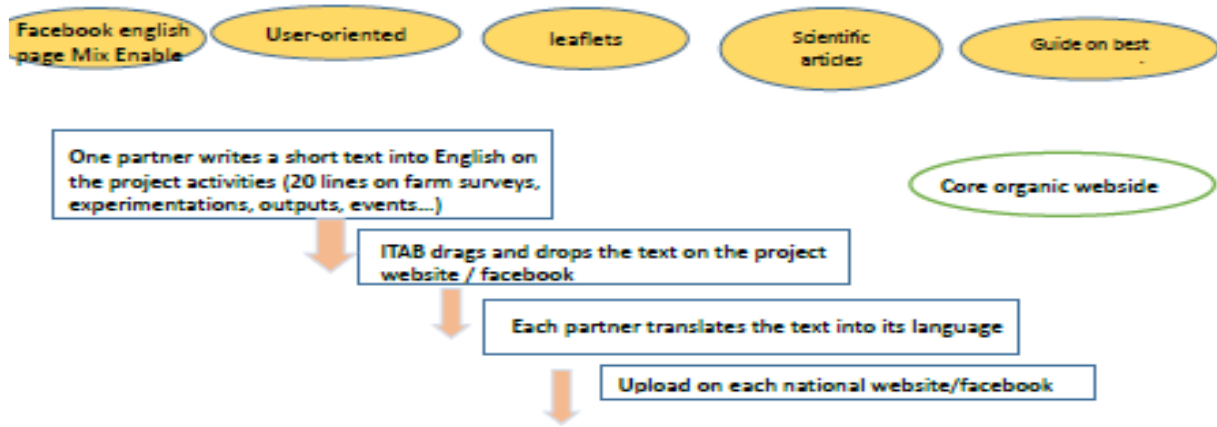 Facebook english
page Mix Enable
User-oriented
leaflets
Scientific
articles
Guide on best
One partner writes a short text into English on
the project activities (20 lines on farm surveys,
experimentations, outputs, events...)
Core organic webside
ITAB drags and drops the text on the project
website / facebook
Each partner translates the text into its language
Upload on each national website/facebook